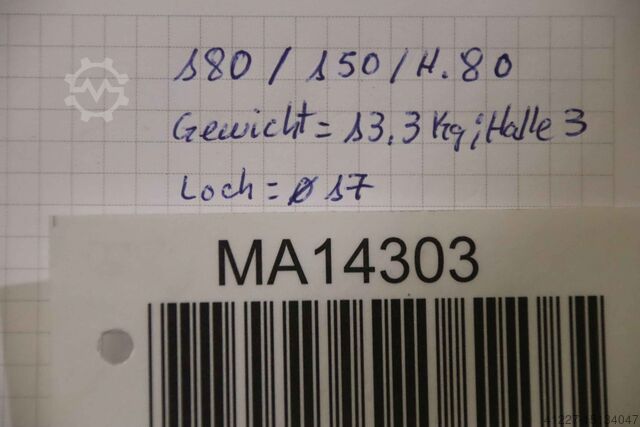 180 / 150 / H. 80
Gewicht = 13.3 Kg ; Halle 3
Loch = ø 17
MA14303